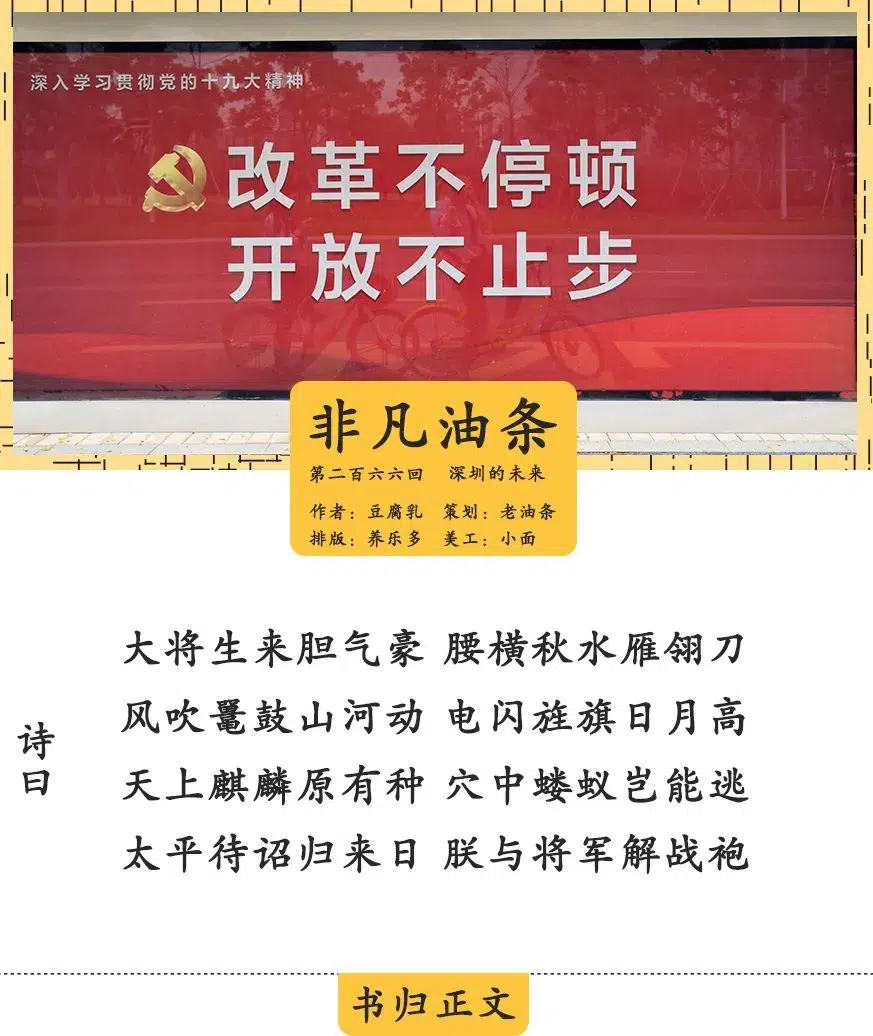 深入学习贯彻党的十九大精神
改革不停顿
开放不止步
非凡油条
第二百六六回 深圳的未来
作者：豆腐乳 策划：老油条
排版：养乐多 美工：小面
诗曰
大将生来胆气豪 腰横秋水雁翎刀
风吹鼍鼓山河动 电闪旌旗日月高
天上麒麟原有种 穴中蝼蚁岂能逃
太平待诏归来日 朕与将军解战袍
书归正文